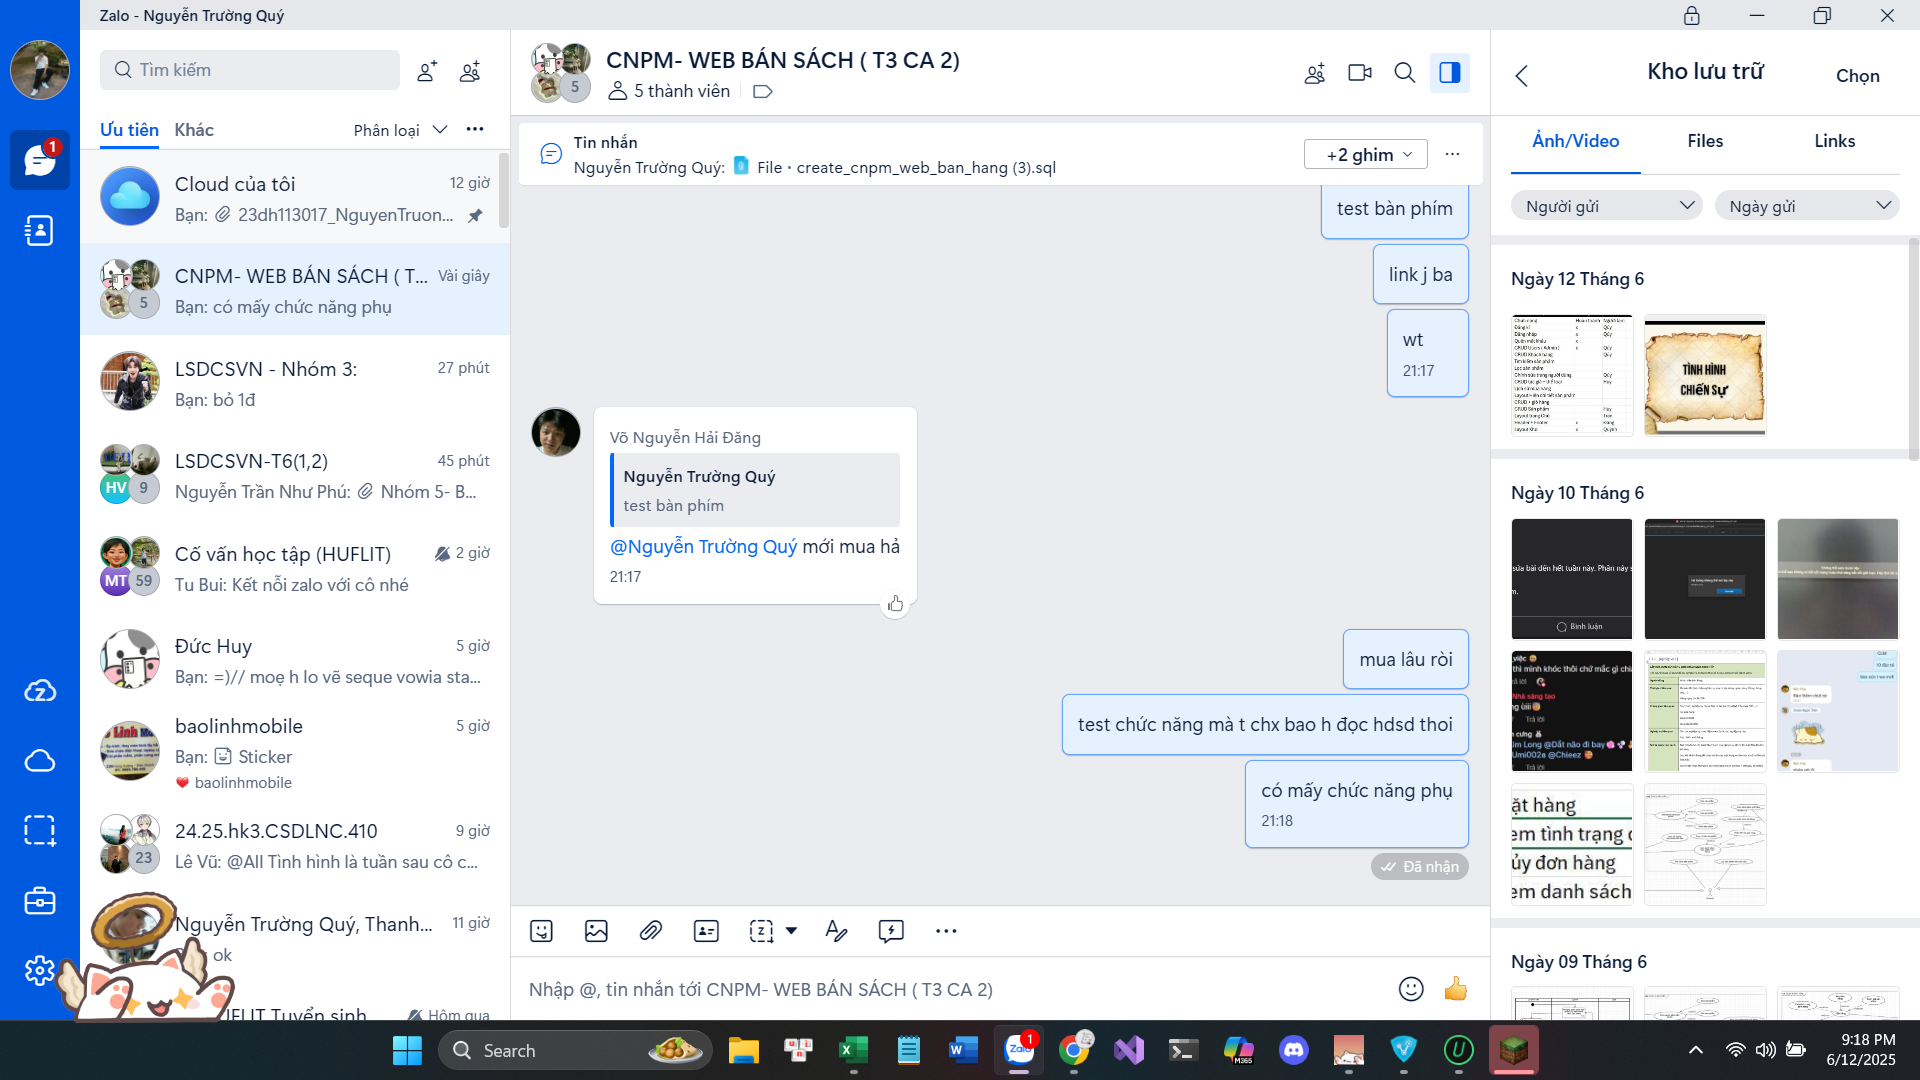 Zalo - Nguyễn Trường Quý
Tìm kiếm
Ưu tiên
Khác
Phân loại
1
Cloud của tôi
12 giờ
Bạn: 23dh113017_NguyenTruon...
CNPM- WEB BÁN SÁCH ( T...
Vài giây
5
Bạn: có mấy chức năng phụ
LSDCSVN - Nhóm 3:
27 phút
Bạn: bỏ 1đ
LSDCSVN-T6(1,2)
45 phút
HV
9
Nguyễn Trần Như Phú: Nhóm 5- B...
Cố vấn học tập (HUFLIT)
2 giờ
MT
59
Tu Bui: Kết nỗi zalo với cô nhé
Đức Huy
5 giờ
Bạn: =)// moẹ h lo vẽ seque vowia sta...
baolinhmobile
5 giờ
Bạn: Sticker
baolinhmobile
24.25.hk3.CSDLNC.410
9 giờ
23
Lê Vũ: @All Tình hình là tuần sau cô c...
Nguyễn Trường Quý, Thanh...
11 giờ
ok
Hôm qua
CNPM- WEB BÁN SÁCH ( T3 CA 2)
5
5 thành viên
Tin nhắn
Nguyễn Trường Quý: File • create_cnpm_web_ban_hang (3).sql
+2 ghim
test bàn phím
link j ba
wt
21:17
Võ Nguyễn Hải Đăng
Nguyễn Trường Quý
test bàn phím
@Nguyễn Trường Quý mới mua hả
21:17
mua lâu rồi
test chức năng mà t chx bao h đọc hdsd thoi
có mấy chức năng phụ
21:18
Đã nhận
Nhập @, tin nhắn tới CNPM- WEB BÁN SÁCH ( T3 CA 2)
Kho lưu trữ
Chọn
Ảnh/Video
Files
Links
Người gửi
Ngày gửi
Ngày 12 Tháng 6
TÌNH HÌNH
CHIẾN SỰ
Ngày 10 Tháng 6
Bình luận
ặt hàng
em tình trạng
ủy đơn hàng
em danh sách
Ngày 09 Tháng 6
Search
Zalo
1
M365
9:18 PM
6/12/2025